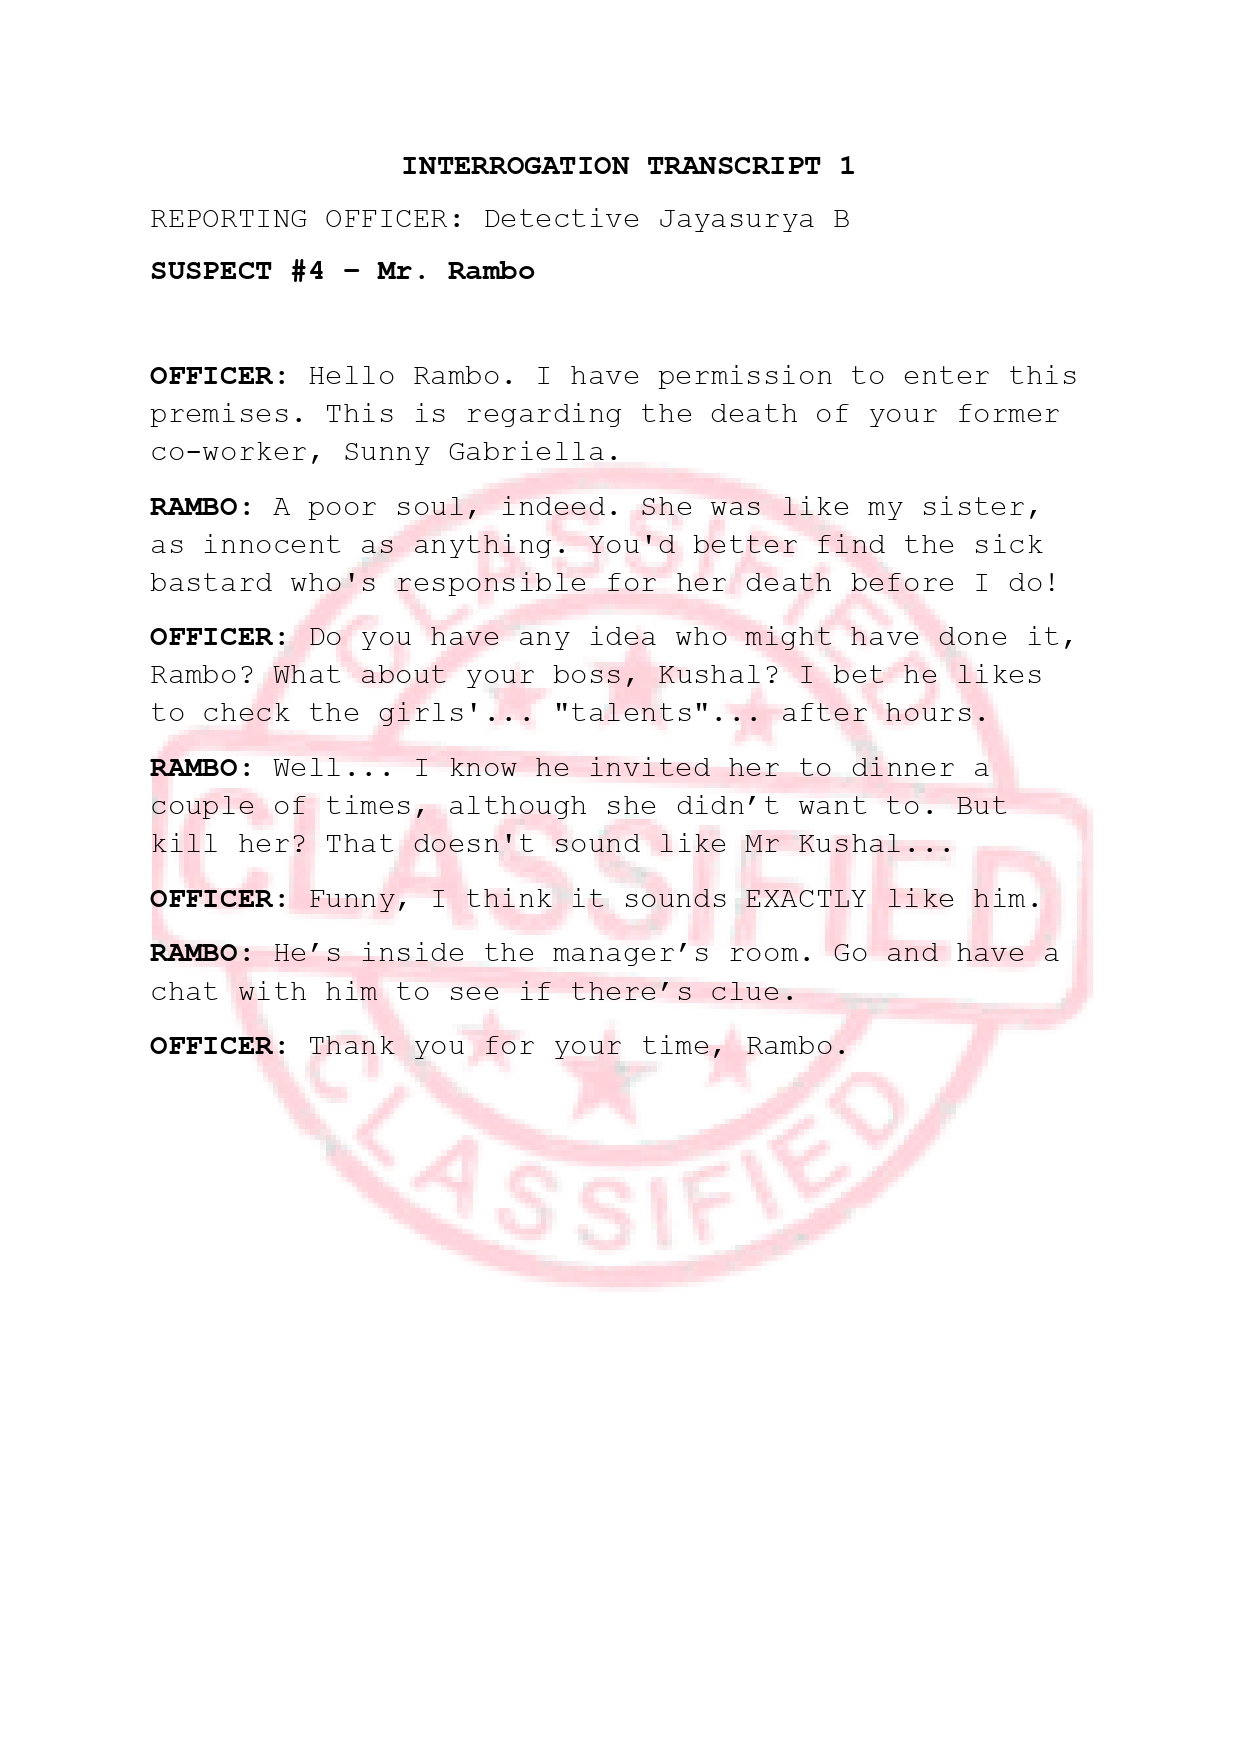 INTERROGATION TRANSCRIPT 1
REPORTING OFFICER: Detective Jayasurya B
SUSPECT #4 – Mr. Rambo
OFFICER: Hello Rambo. I have permission to enter this
premises. This is regarding the death of your former
co-worker, Sunny Gabriella.
RAMBO: A poor soul, indeed. She was like my sister,
as innocent as anything. You'd better find the sick
bastard who's responsible for her death before I do!
OFFICER: Do you have any idea who might have done it,
Rambo? What about your boss, Kushal? I bet he likes
to check the girls'... "talents"... after hours.
RAMBO: Well... I know he invited her to dinner a
couple of times, although she didn’t want to. But
kill her? That doesn't sound like Mr Kushal...
OFFICER: Funny, I think it sounds EXACTLY like him.
RAMBO: He’s inside the manager’s room. Go and have a
chat with him to see if there’s clue.
OFFICER: Thank you for your time, Rambo.
CLASSIFIED
CLASSIFIED
CLASSIFIED